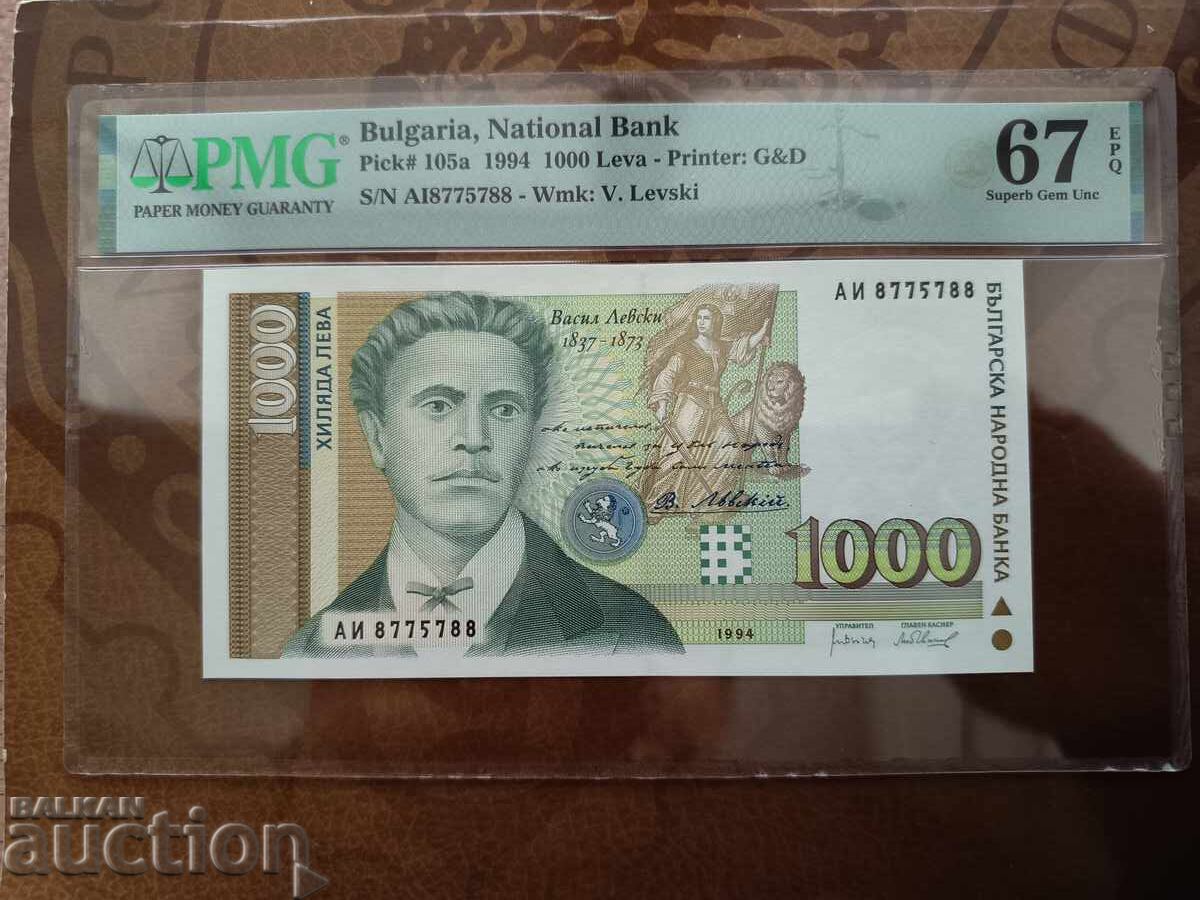 PMG®
PAPER MONEY GUARANTY
Bulgaria, National Bank
Pick# 105a 1994 1000 Leva - Printer: G&D
S/N AI8775788 - Wmk: V. Levski
67
EPQ
Superb Gem Unc
1000
ХИЛЯДА ЛЕВА
Васил Левски
1837-1873
АИ 8775788
БЪЛГАРСКА НАРОДНА БАНКА
В. Лѣвскій
1000
АИ 8775788
1994
УПРАВИТЕЛ
ГЛАВЕН КАСИЕР
BALKAN
auction